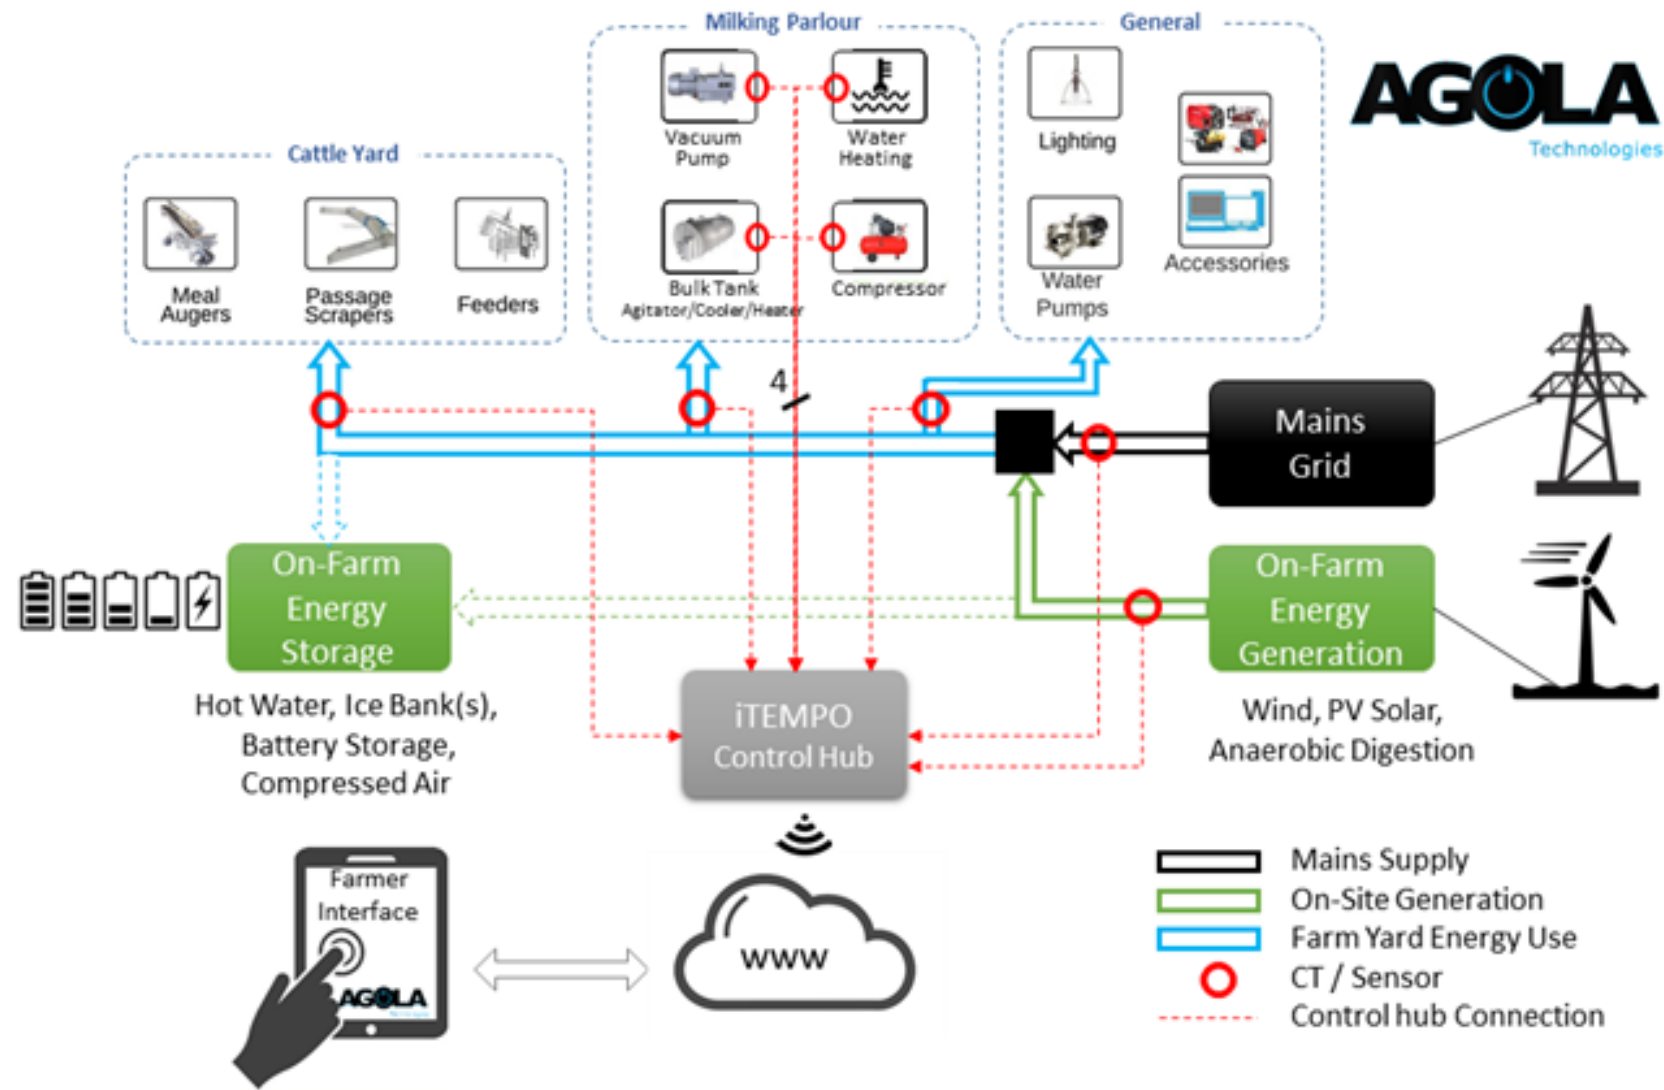 Milking Parlour
General
AGOLA
Technologies
Cattle Yard
Vacuum
Pump
Water
Heating
Lighting
Meal
Augers
Passage
Scrapers
Feeders
Bulk Tank
Agitator/Cooler/Heater
Compressor
Water
Pumps
Accessories
4
Mains
Grid
On-Farm
Energy
Storage
On-Farm
Energy
Generation
Hot Water, Ice Bank(s),
Battery Storage,
Compressed Air
iTEMPO
Control Hub
Wind, PV Solar,
Anaerobic Digestion
Farmer
Interface
AGOLA
Technologies
www
Mains Supply
On-Site Generation
Farm Yard Energy Use
CT / Sensor
Control hub Connection